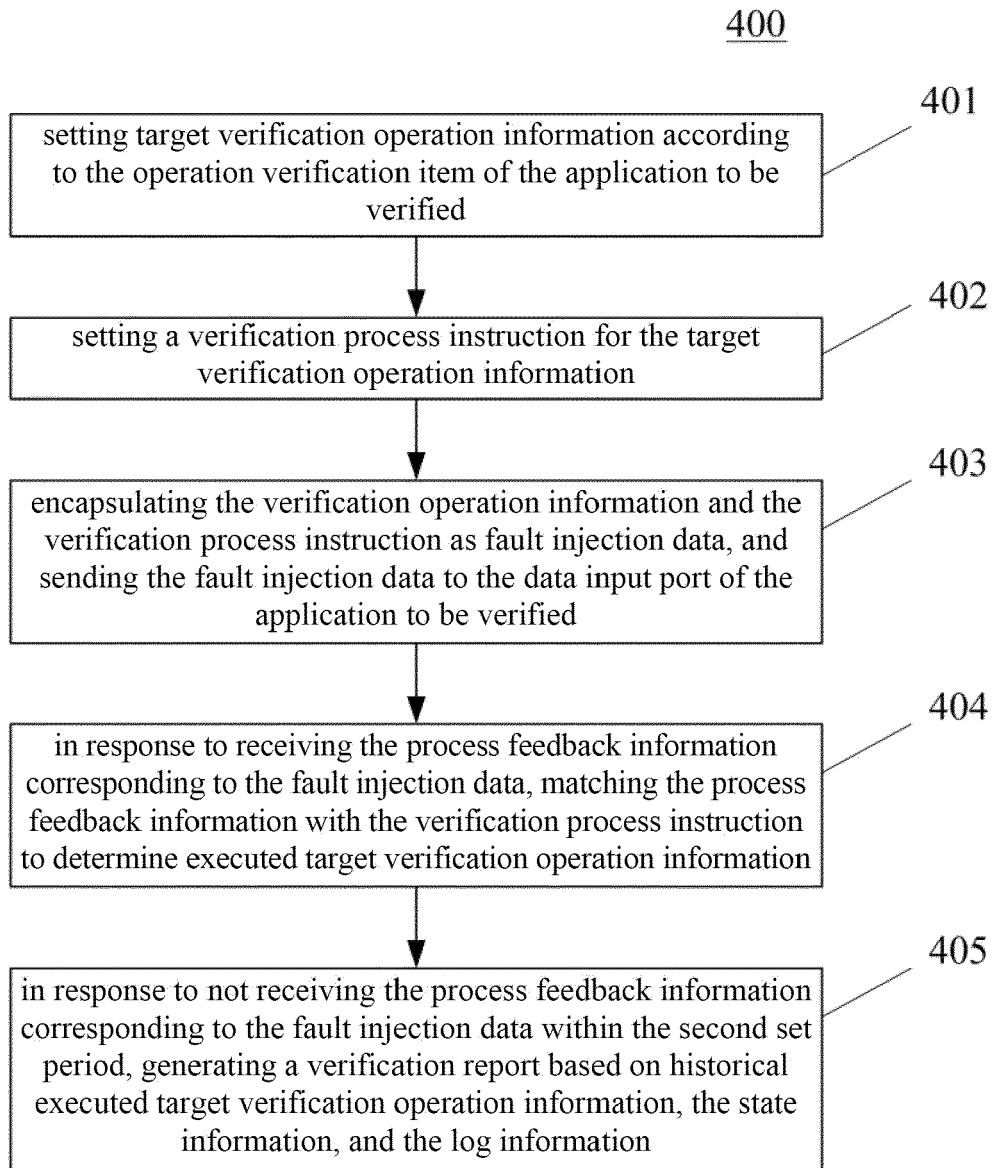 400
401
setting target verification operation information according
to the operation verification item of the application to be
verified
402
setting a verification process instruction for the target
verification operation information
403
encapsulating the verification operation information and the
verification process instruction as fault injection data, and
sending the fault injection data to the data input port of the
application to be verified
404
in response to receiving the process feedback information
corresponding to the fault injection data, matching the process
feedback information with the verification process instruction
to determine executed target verification operation information
405
in response to not receiving the process feedback information
corresponding to the fault injection data within the second set
period, generating a verification report based on historical
executed target verification operation information, the state
information, and the log information